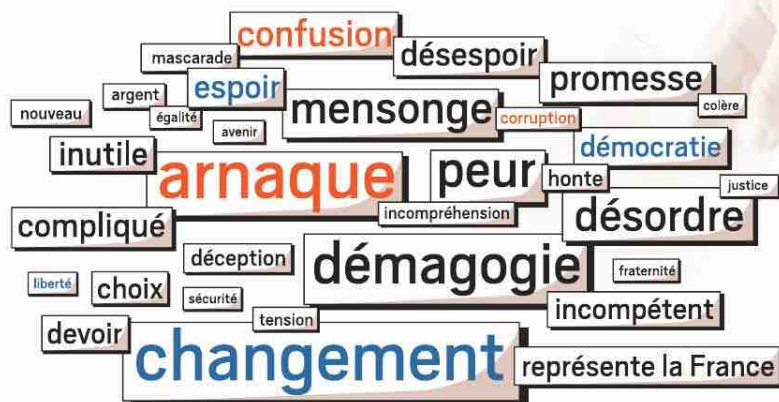 confusion
mascarade
désespoir
promesse
espoir
argent
mensonge
colère
nouveau
égalité
corruption
avenir
démocratie
inutile
arnaque
peur
honte
justice
incompréhension
désordre
compliqué
déception
démagogie
fraternité
liberté
choix
sécurité
incompétent
tension
devoir
changement
représente la France